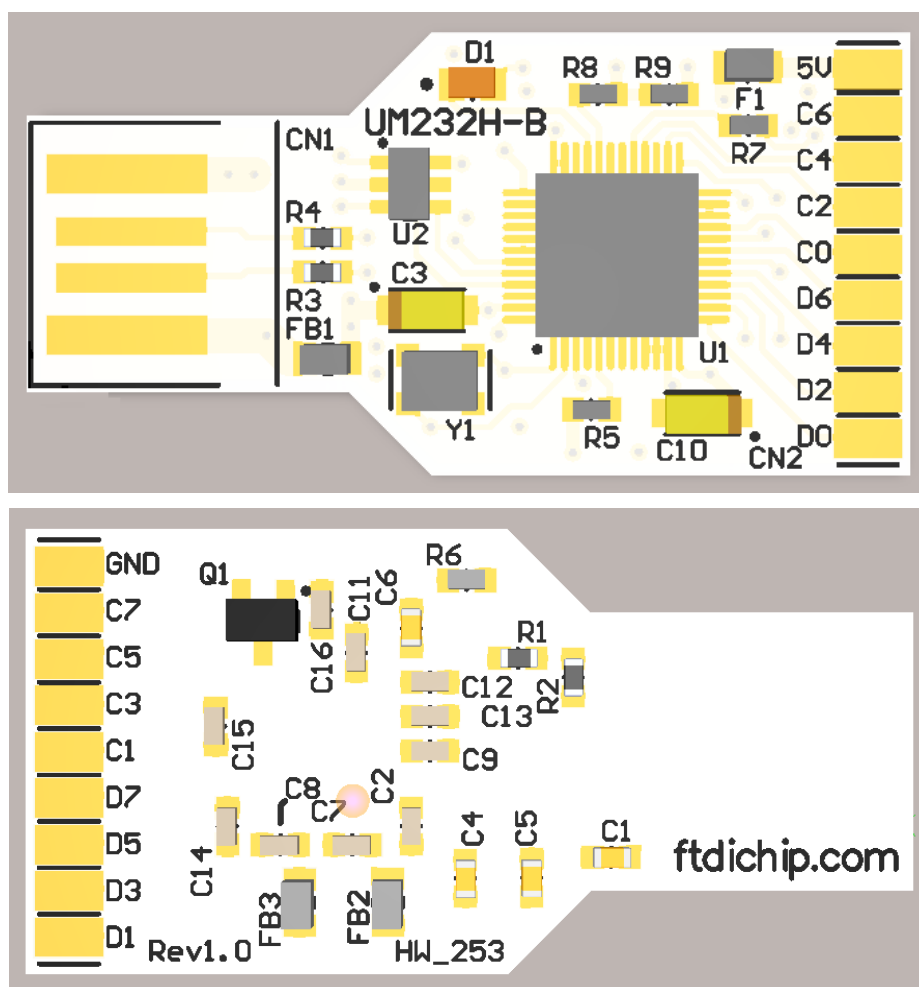 D1
R8
R9
5V
F1
C6
UM232H-B
CN1
R7
C4
R4
U2
C2
C0
C3
D6
R3
FB1
D4
U1
D2
Y1
R5
C10
D0
CN2
GND
R6
Q1
C11
C6
C7
R1
C5
C16
C12
R2
C3
C13
C15
C1
C9
D7
C8
C2
C7
D5
C4
C5
C1
C14
ftdichip.com
D3
FB3
FB2
D1
Rev1.0
HW_253